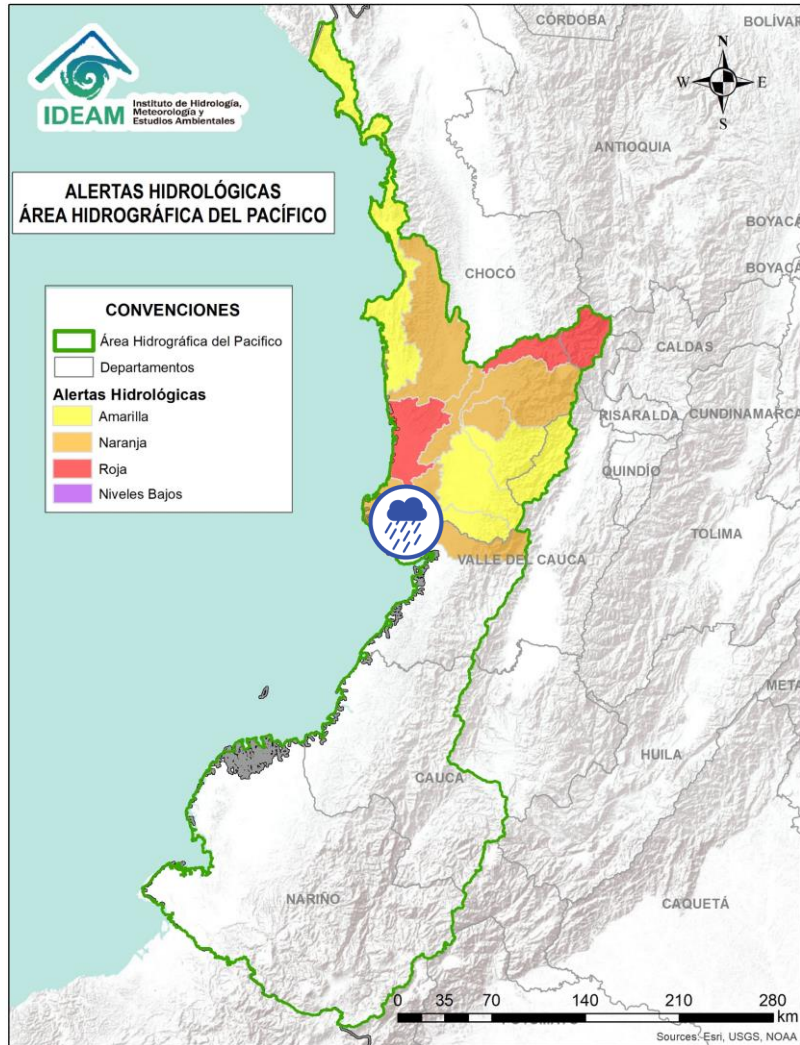 CÓRDOBA
BOLÍVAR
N
W E
S
IDEAM
Instituto de Hidrología,
Meteorología y
Estudios Ambientales
ANTIOQUIA
ALERTAS HIDROLÓGICAS
ÁREA HIDROGRÁFICA DEL PACÍFICO
BOYACÁ
BOYACÁ
CHOCÓ
CONVENCIONES
Área Hidrográfica del Pacifico
Departamentos
Alertas Hidrológicas
Amarilla
Naranja
Roja
Niveles Bajos
CALDAS
RISARALDA
CUNDINAMARCA
QUINDÍO
TOLIMA
VALLE DEL CAUCA
META
HUILA
CAUCA
NARIÑO
CAQUETÁ
0 35 70 140 210 280
km
Sources: Esri, USGS, NOAA